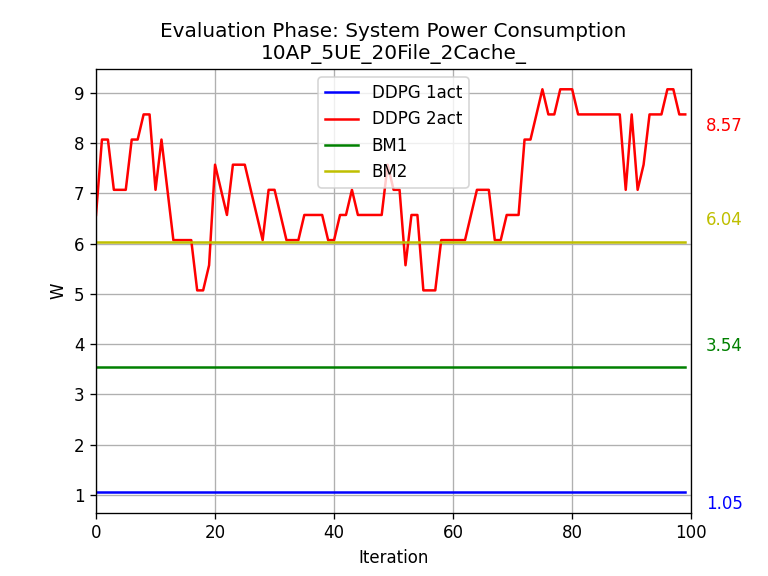 Evaluation Phase: System Power Consumption
10AP_5UE_20File_2Cache_
DDPG 1act
DDPG 2act
BM1
BM2
9
8
7
6
5
4
3
2
1
W
8.57
6.04
3.54
1.05
0 20 40 60 80 100
Iteration